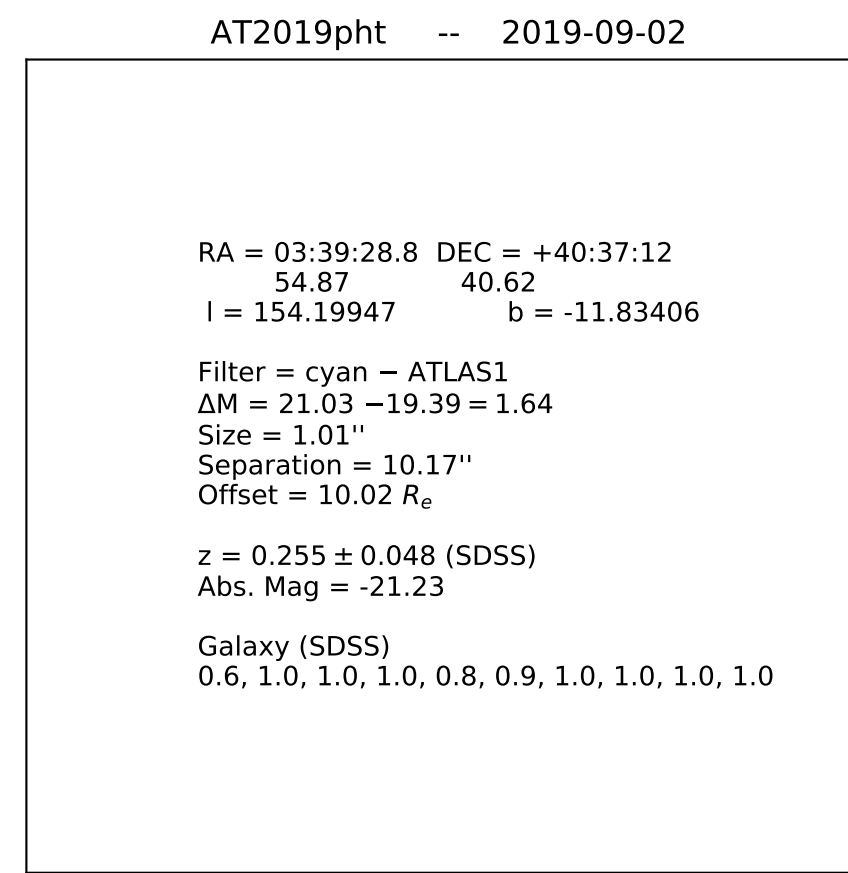 AT2019pht -- 2019-09-02
RA = 03:39:28.8 DEC = +40:37:12
54.87 40.62
l = 154.19947 b = -11.83406
Filter = cyan − ATLAS1
ΔM = 21.03 −19.39 = 1.64
Size = 1.01''
Separation = 10.17''
Offset = 10.02 Re
z = 0.255 ± 0.048 (SDSS)
Abs. Mag = -21.23
Galaxy (SDSS)
0.6, 1.0, 1.0, 1.0, 0.8, 0.9, 1.0, 1.0, 1.0, 1.0